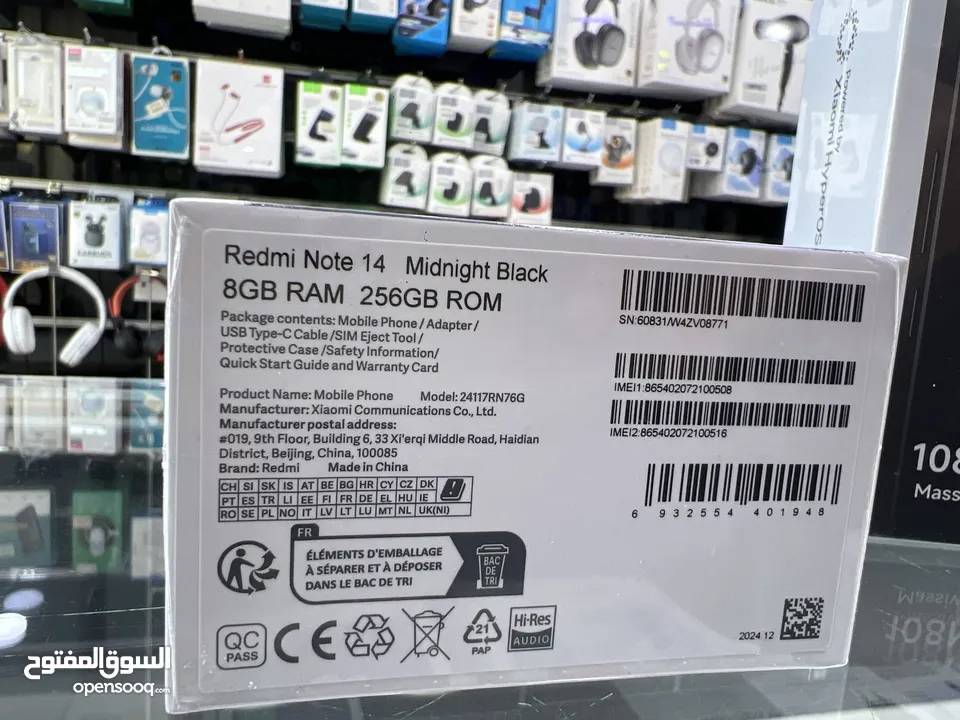 Redmi Note 14 Midnight Black
8GB RAM 256GB ROM
Package contents: Mobile Phone / Adapter /
USB Type-C Cable /SIM Eject Tool /
Protective Case /Safety Information/
Quick Start Guide and Warranty Card
Product Name: Mobile Phone Model: 24117RN76G
Manufacturer: Xiaomi Communications Co., Ltd.
Manufacturer postal address:
#019, 9th Floor, Building 6, 33 Xi'erqi Middle Road, Haidian
District, Beijing, China, 100085
Brand: Redmi Made in China
CH SI SK IS AT BE BG HR CY CZ DK
PT ES TR LI EE FI FR DE EL HU IE
RO SE PL NO IT LV LT LU MT NL UK(NI)
FR
ÉLÉMENTS D'EMBALLAGE
À SÉPARER ET À DÉPOSER
DANS LE BAC DE TRI
BAC
DE
TRI
QC
PASS
CE
21
PAP
Hi-Res
AUDIO
SN:60831/W4ZV08771
IMEI1:865402072100508
IMEI2:865402072100516
6 932554 401948
2024.12
Powered by
Xiaomi HyperOS
108
Mass
السوق المفتوح
opensooq.com